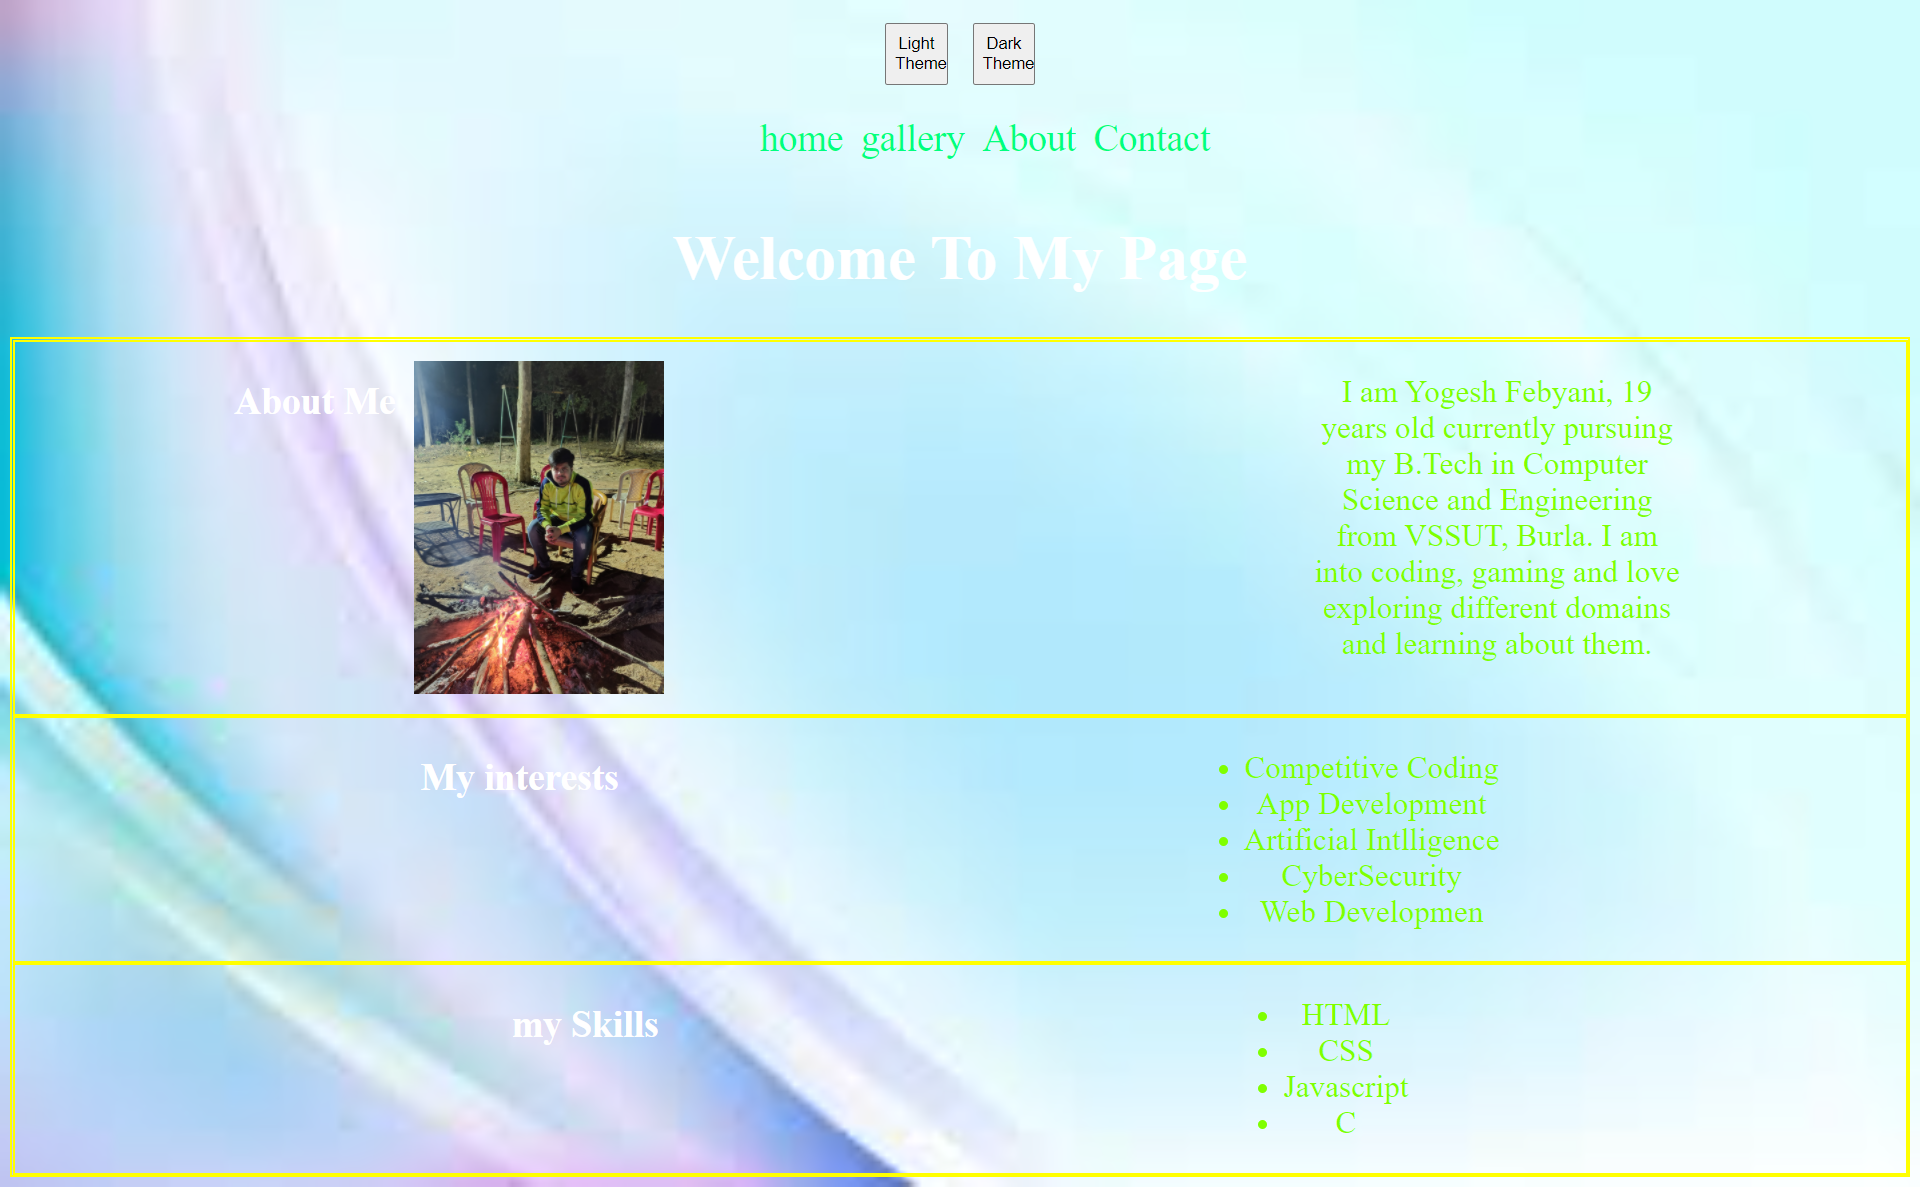 Light Theme
Dark Theme
home gallery About Contact
Welcome To My Page
About Me
I am Yogesh Febyani, 19
years old currently pursuing
my B.Tech in Computer
Science and Engineering
from VSSUT, Burla. I am
into coding, gaming and love
exploring different domains
and learning about them.
My interests
Competitive Coding
App Development
Artificial Intlligence
CyberSecurity
Web Developmen
my Skills
HTML
CSS
Javascript
C